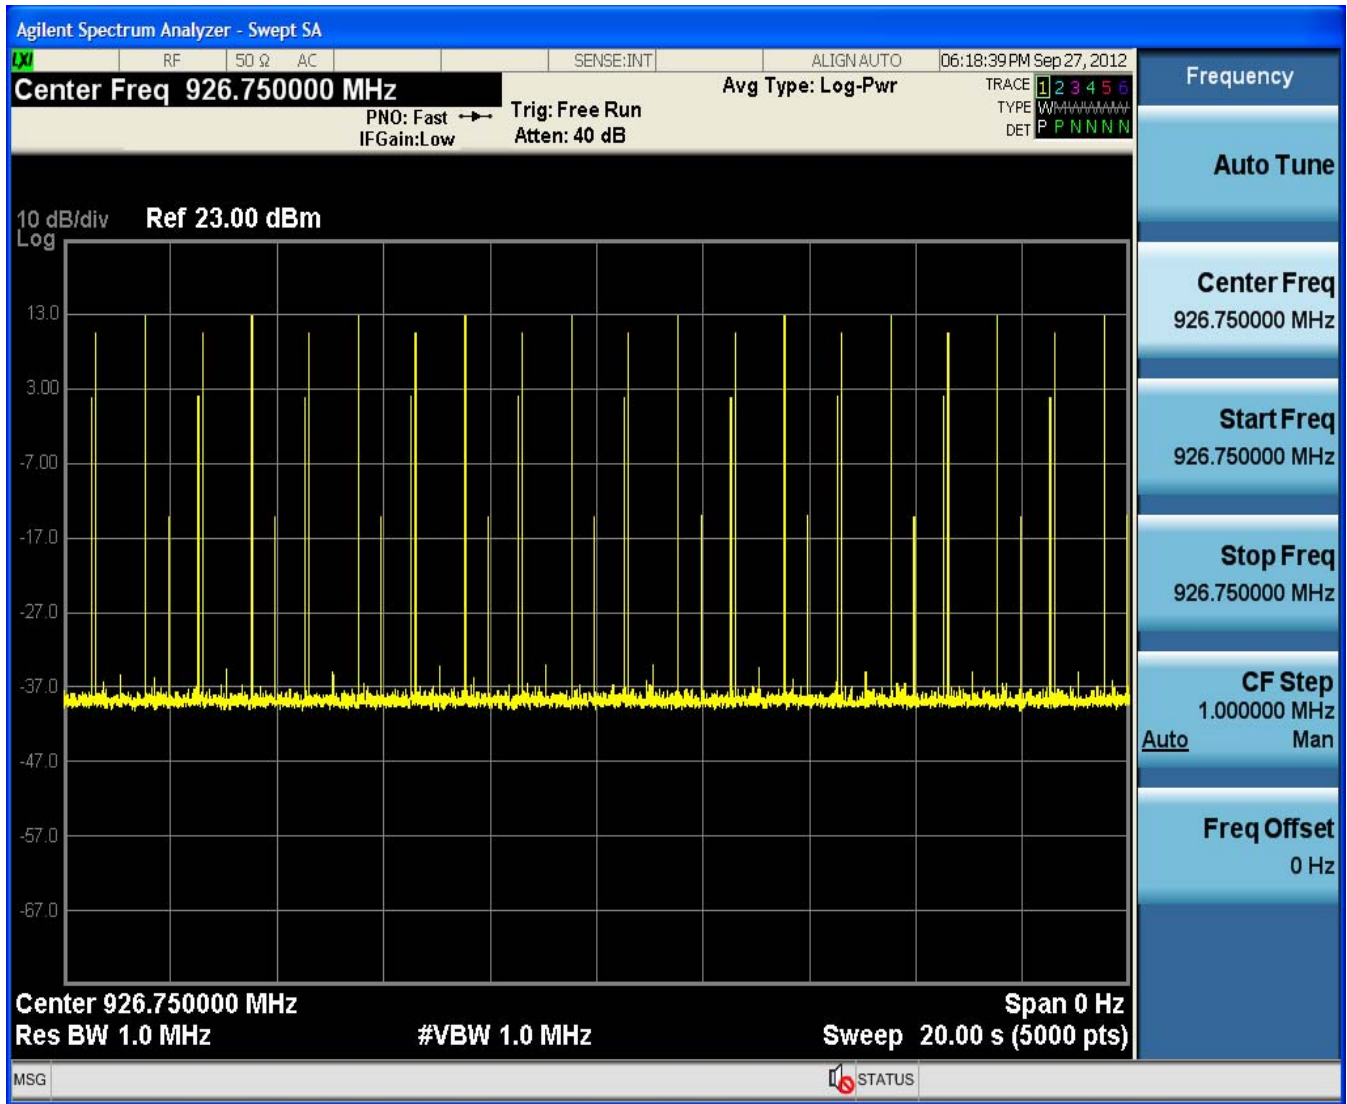 Agilent Spectrum Analyzer - Swept SA
LXI RF 50 Ω AC SENSE:INT ALIGN AUTO 06:18:39 PM Sep 27, 2012
Center Freq 926.750000 MHz
PNO: Fast
IFGain:Low
Trig: Free Run
Atten: 40 dB
Avg Type: Log-Pwr
TRACE 1 2 3 4 5 6
TYPE WMWWWWW
DET P P N N N N
10 dB/div Ref 23.00 dBm
Log
13.0
3.00
-7.00
-17.0
-27.0
-37.0
-47.0
-57.0
-67.0
Center 926.750000 MHz Span 0 Hz
Res BW 1.0 MHz #VBW 1.0 MHz Sweep 20.00 s (5000 pts)
MSG STATUS
Frequency
Auto Tune
Center Freq
926.750000 MHz
Start Freq
926.750000 MHz
Stop Freq
926.750000 MHz
CF Step
1.000000 MHz
Auto Man
Freq Offset
0 Hz